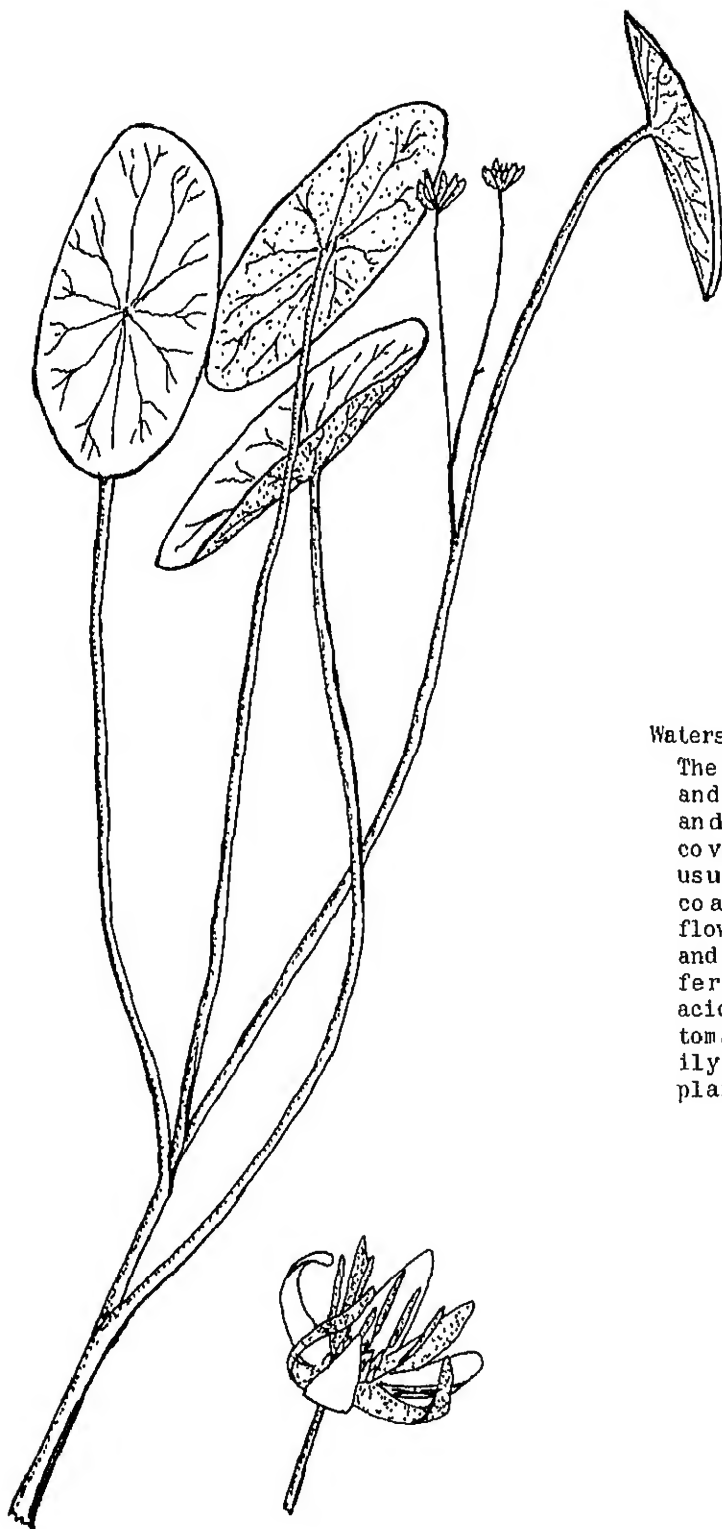 Waters
The
and
and
cov
usu
coa
flow
and
fer
acid
tom
ily
pla